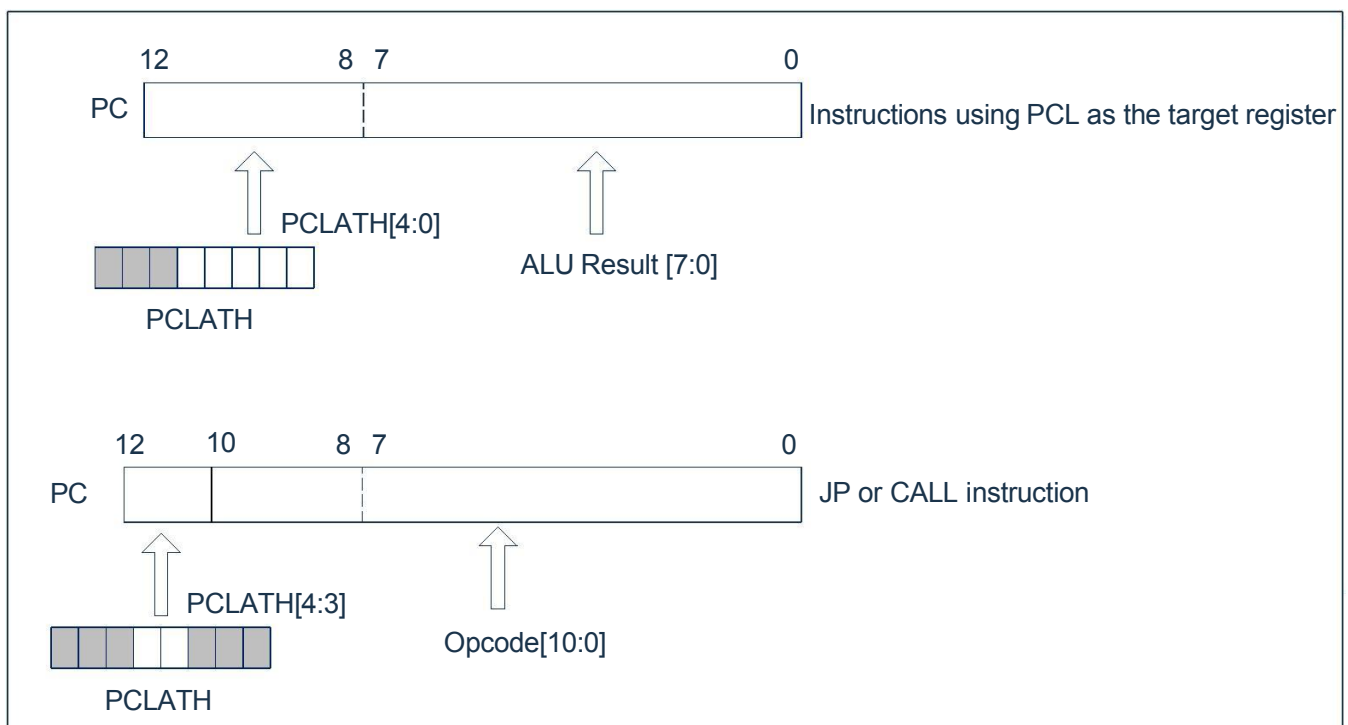 12 8 7 0
PC Instructions using PCL as the target register
PCLATH[4:0]
ALU Result [7:0]
PCLATH
12 10 8 7 0
PC JP or CALL instruction
PCLATH[4:3]
Opcode[10:0]
PCLATH